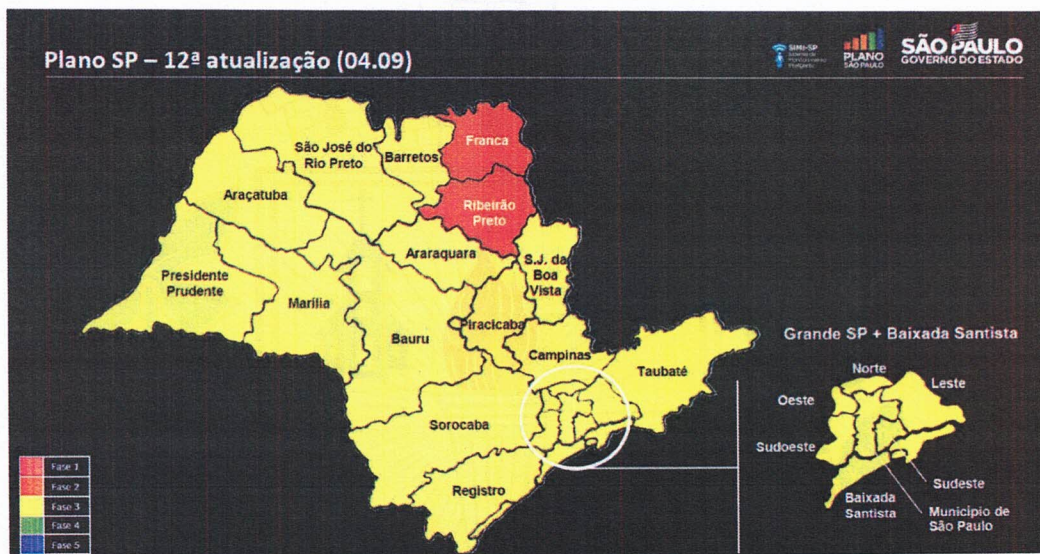 Plano SP – 12ª atualização (04.09)
SIMI-SP
PLANO
SÃO PAULO
SÃO PAULO
GOVERNO DO ESTADO
São José do
Rio Preto
Barretos
Franca
Ribeirão
Preto
Araçatuba
Araraquara
S.J. da
Boa
Vista
Presidente
Prudente
Marília
Bauru
Piracicaba
Campinas
Taubaté
Sorocaba
Registro
Grande SP + Baixada Santista
Norte
Leste
Oeste
Sudoeste
Sudeste
Baixada
Santista
Município de
São Paulo
Fase 1
Fase 2
Fase 3
Fase 4
Fase 5